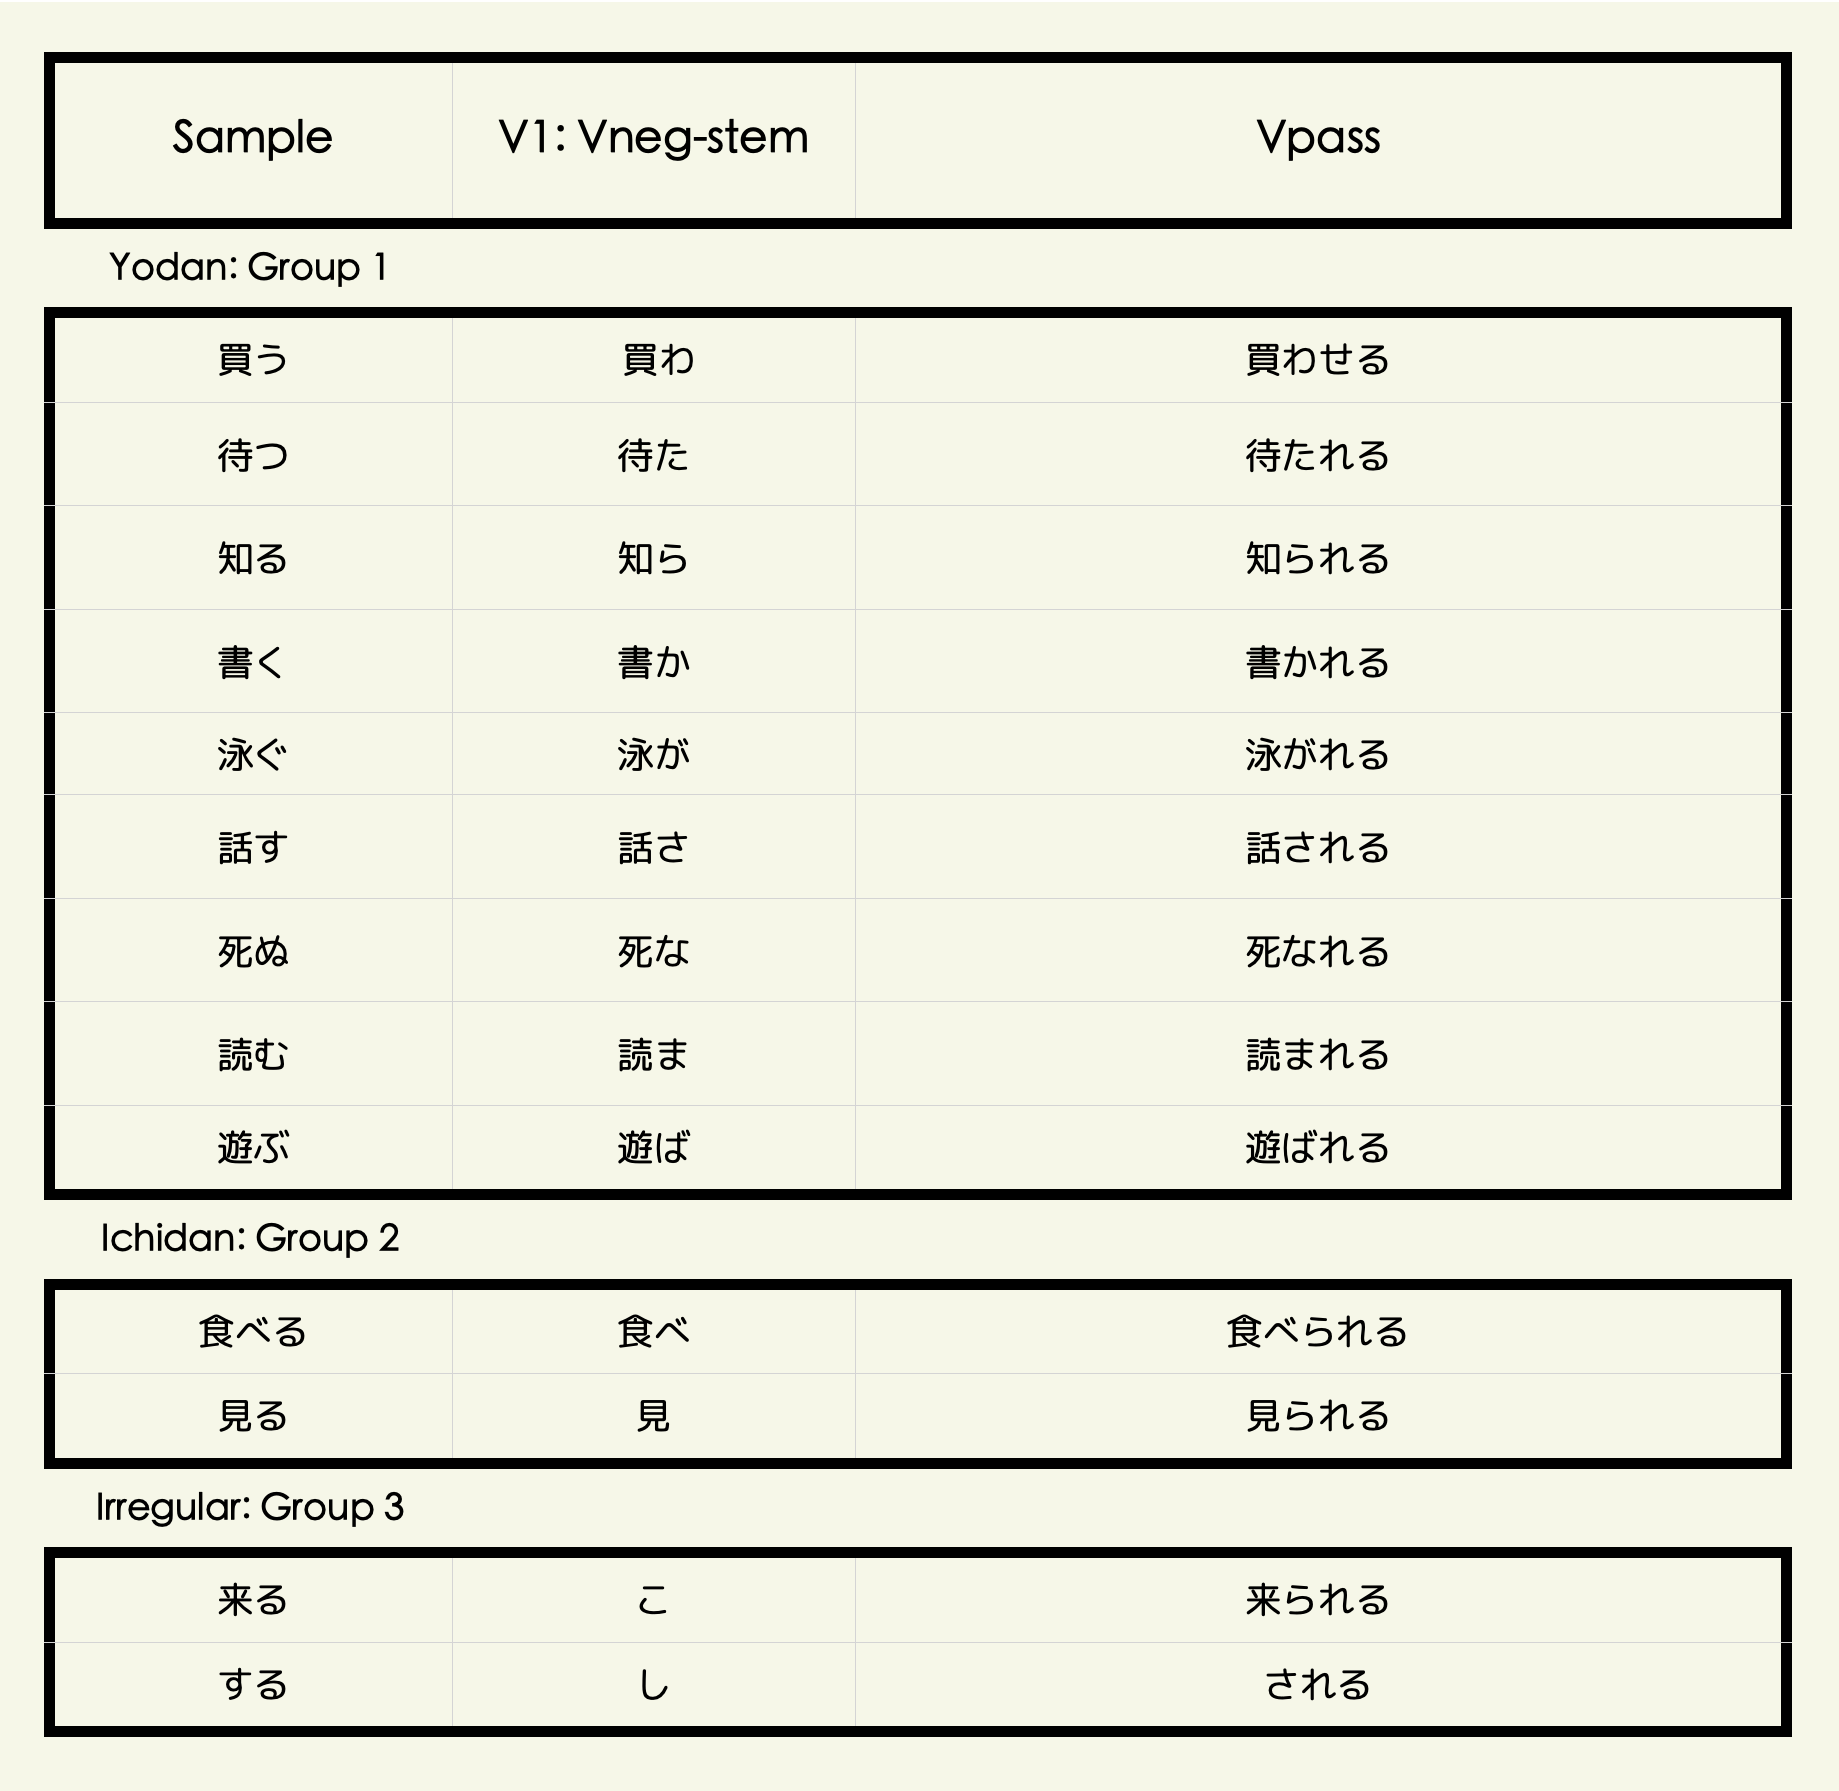 Sample V1: Vneg-stem Vpass
Yodan: Group 1
買う 買わ 買わせる
待つ 待た 待たれる
知る 知ら 知られる
書く 書か 書かれる
泳ぐ 泳が 泳がれる
話す 話さ 話される
死ぬ 死な 死なれる
読む 読ま 読まれる
遊ぶ 遊ば 遊ばれる
Ichidan: Group 2
食べる 食べ 食べられる
見る 見 見られる
Irregular: Group 3
来る こ 来られる
する し される